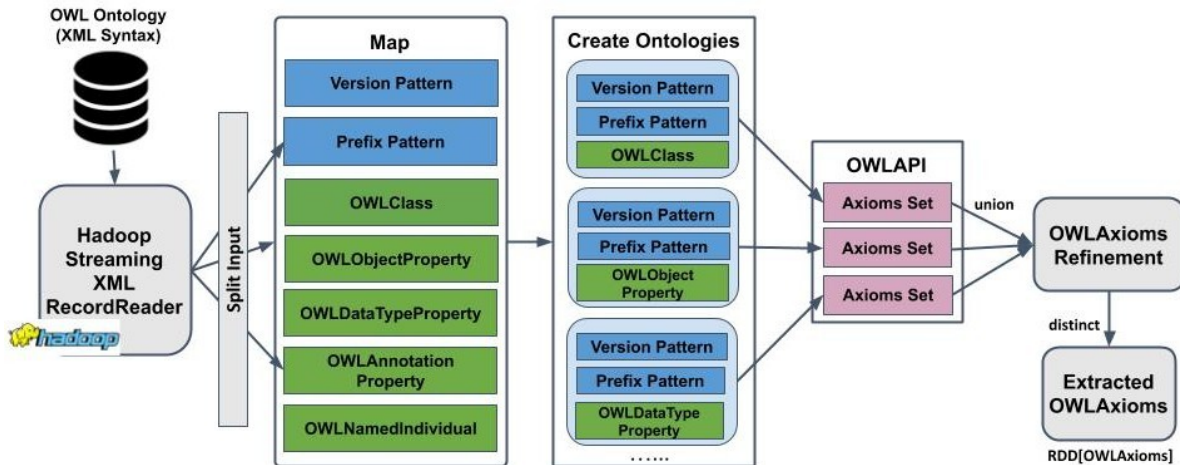 OWL Ontology
(XML Syntax)
Hadoop
Streaming
XML
RecordReader
hadoop
Split Input
Map
Version Pattern
Prefix Pattern
OWLClass
OWLObjectProperty
OWLDataTypeProperty
OWLAnnotation
Property
OWLNamedIndividual
Create Ontologies
Version Pattern
Prefix Pattern
OWLClass
Version Pattern
Prefix Pattern
OWLObject
Property
Version Pattern
Prefix Pattern
OWLDataType
Property
......
OWLAPI
Axioms Set
Axioms Set
Axioms Set
union
OWLAxioms
Refinement
distinct
Extracted
OWLAxioms
RDD[OWLAxioms]